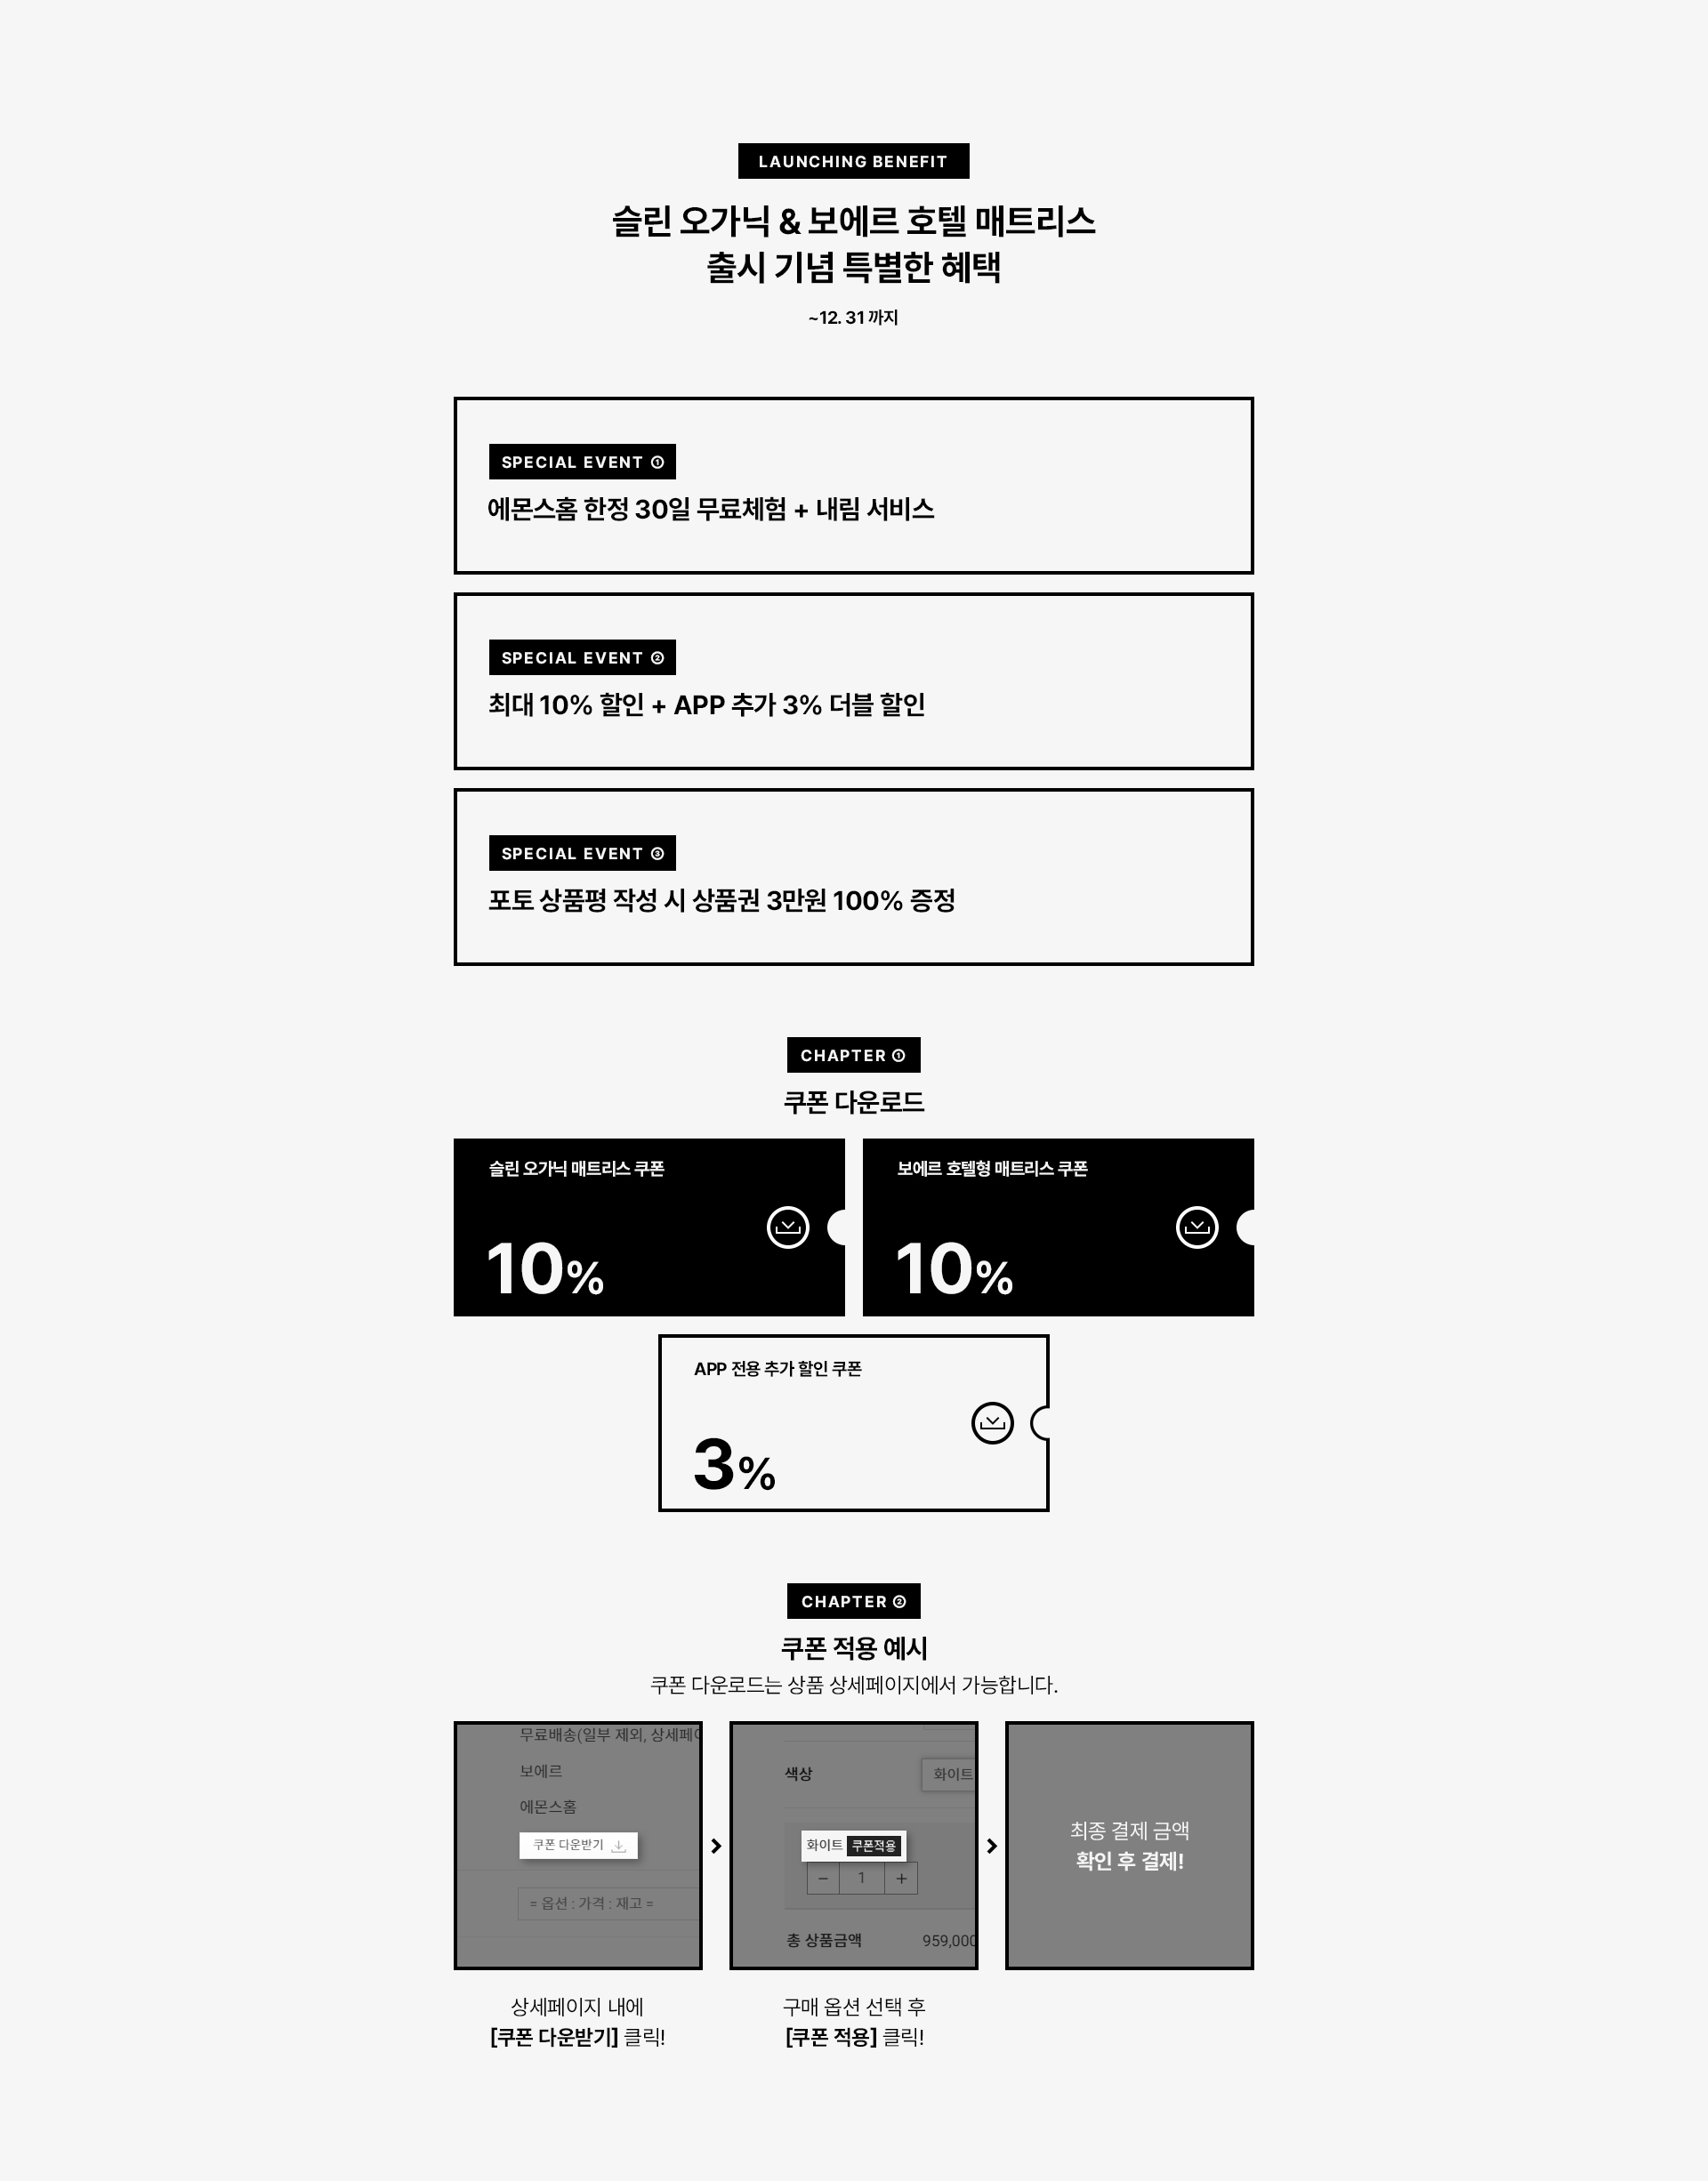 LAUNCHING BENEFIT
슬린 오가닉 & 보에르 호텔 매트리스
출시 기념 특별한 혜택
~12. 31 까지
SPECIAL EVENT ①
에몬스홈 한정 30일 무료체험 + 내림 서비스
SPECIAL EVENT ②
최대 10% 할인 + APP 추가 3% 더블 할인
SPECIAL EVENT ③
포토 상품평 작성 시 상품권 3만원 100% 증정
CHAPTER ①
쿠폰 다운로드
슬린 오가닉 매트리스 쿠폰
10%
보에르 호텔형 매트리스 쿠폰
10%
APP 전용 추가 할인 쿠폰
3%
CHAPTER ②
쿠폰 적용 예시
쿠폰 다운로드는 상품 상세페이지에서 가능합니다.
무료배송(일부 제외, 상세페이
보에르
에몬스홈
쿠폰 다운받기
= 옵션 : 가격 : 재고 =
상세페이지 내에
[쿠폰 다운받기] 클릭!
색상
화이트
화이트 쿠폰적용
− 1 +
총 상품금액 959,000
구매 옵션 선택 후
[쿠폰 적용] 클릭!
최종 결제 금액
확인 후 결제!